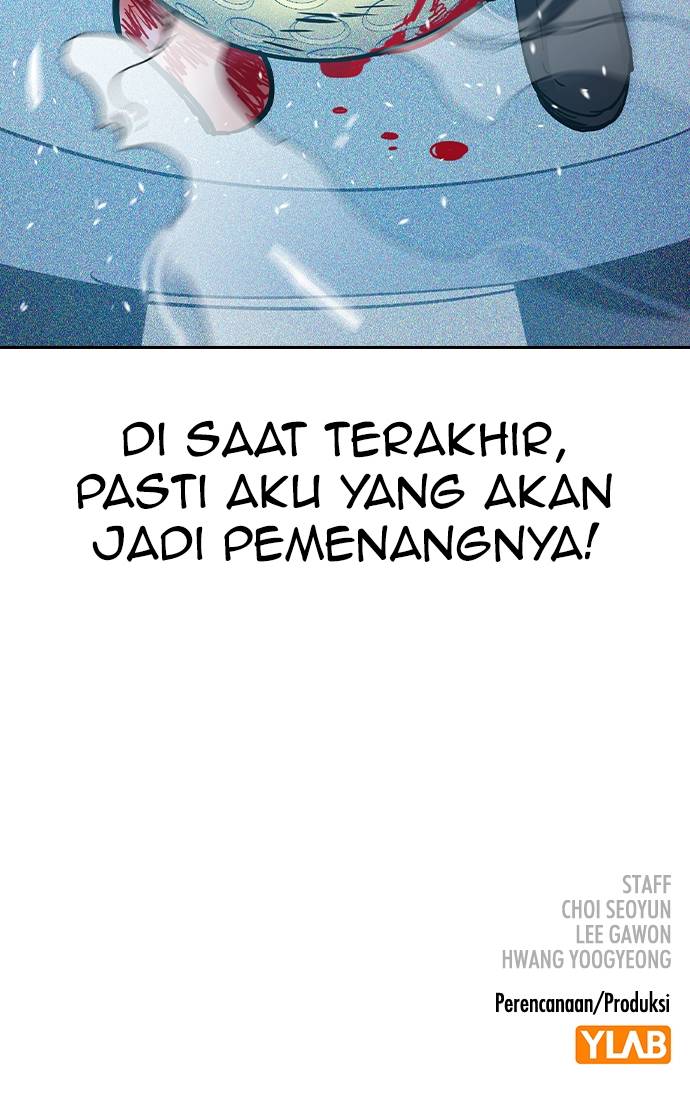 DI SAAT TERAKHIR,
PASTI AKU YANG AKAN
JADI PEMENANGNYA!
STAFF
CHOI SEOYUN
LEE GAWON
HWANG YOOGYEONG
Perencanaan/Produksi
YLAB